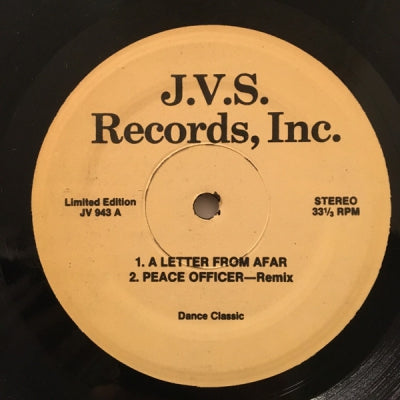 J.V.S.
Records, Inc.
Limited Edition
JV 943 A
STEREO
33⅓ RPM
1. A LETTER FROM AFAR
2. PEACE OFFICER—Remix
Dance Classic